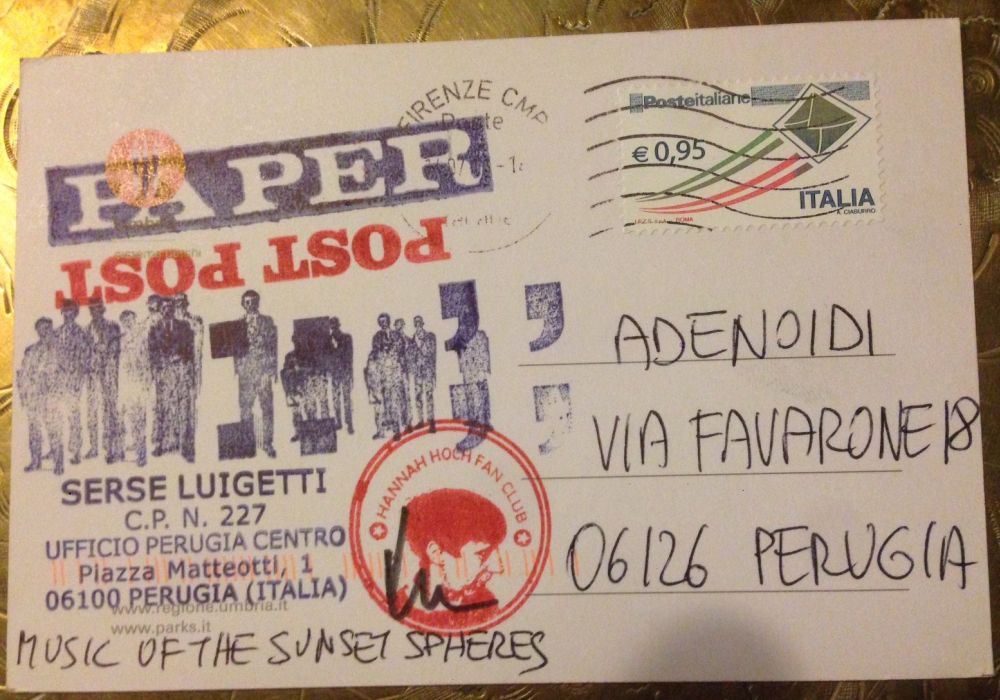 FIRENZE CMP
Poste
Posteitaliane
€ 0,95
ITALIA
A. CIABURRO
I.P.Z.S. S.p.A. - ROMA
PAPER
POST POST
ADENOIDI
VIA FAVARONE 18
06126 PERUGIA
HANNAH HOCH FAN CLUB
SERSE LUIGETTI
C.P. N. 227
UFFICIO PERUGIA CENTRO
Piazza Matteotti, 1
06100 PERUGIA (ITALIA)
www.regione.umbria.it
www.parks.it
MUSIC OF THE SUNSET SPHERES